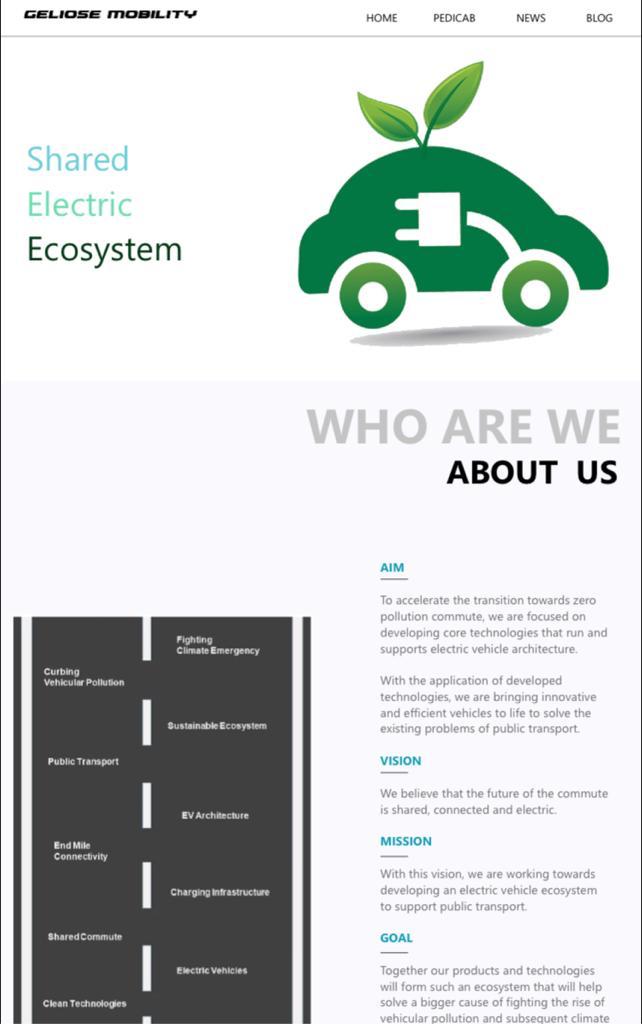 GELIOSE MOBILITY
HOME PEDICAB NEWS BLOG
Shared
Electric
Ecosystem
WHO ARE WE
ABOUT US
Fighting
Climate Emergency
Curbing
Vehicular Pollution
Sustainable Ecosystem
Public Transport
EV Architecture
End Mile
Connectivity
Charging Infrastructure
Shared Commute
Electric Vehicles
Clean Technologies
AIM
To accelerate the transition towards zero
pollution commute, we are focused on
developing core technologies that run and
supports electric vehicle architecture.
With the application of developed
technologies, we are bringing innovative
and efficient vehicles to life to solve the
existing problems of public transport.
VISION
We believe that the future of the commute
is shared, connected and electric.
MISSION
With this vision, we are working towards
developing an electric vehicle ecosystem
to support public transport.
GOAL
Together our products and technologies
will form such an ecosystem that will help
solve a bigger cause of fighting the rise of
vehicular pollution and subsequent climate